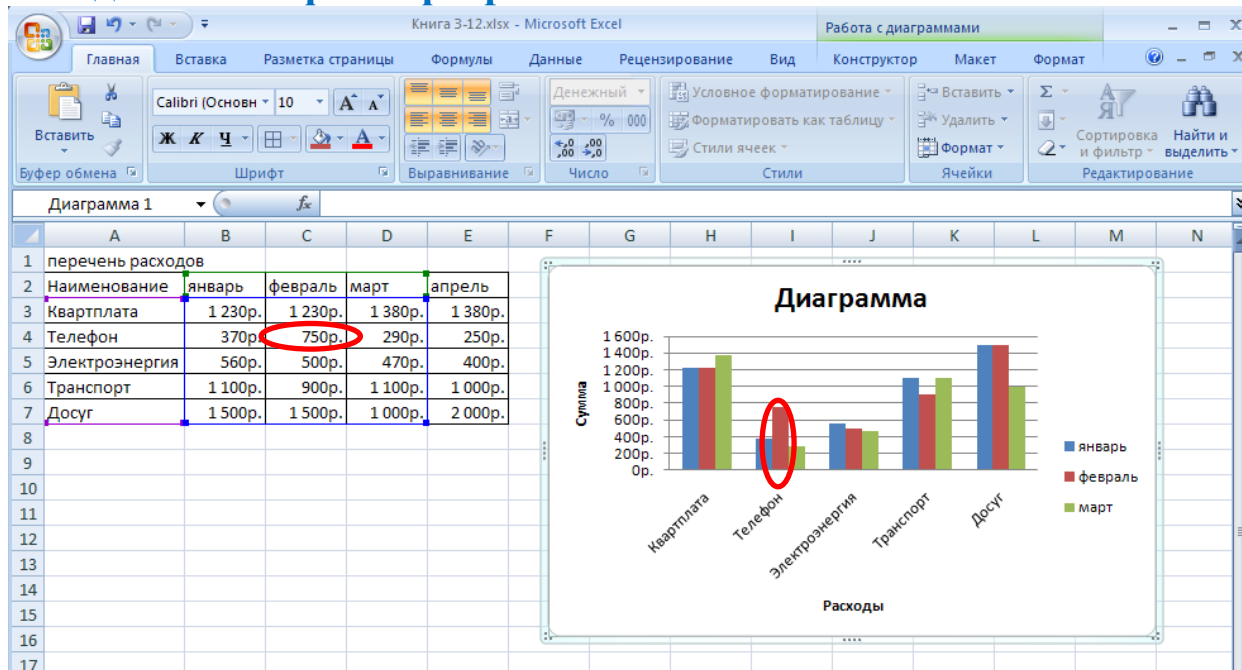 Книга 3-12.xlsx - Microsoft Excel
Работа с диаграммами
Главная Вставка Разметка страницы Формулы Данные Рецензирование Вид Конструктор Макет Формат
Вставить
Calibri (Основн 10
Ж К Ч
Денежный
% 000
Условное форматирование
Форматировать как таблицу
Стили ячеек
Вставить
Удалить
Формат
Сортировка и фильтр
Найти и выделить
Буфер обмена Шрифт Выравнивание Число Стили Ячейки Редактирование
Диаграмма 1 fx
A B C D E F G H I J K L M N
1 перечень расходов
2 Наименование январь февраль март апрель
3 Квартплата 1 230р. 1 230р. 1 380р. 1 380р.
4 Телефон 370р. 750р. 290р. 250р.
5 Электроэнергия 560р. 500р. 470р. 400р.
6 Транспорт 1 100р. 900р. 1 100р. 1 000р.
7 Досуг 1 500р. 1 500р. 1 000р. 2 000р.
8
9
10
11
12
13
14
15
16
17
Диаграмма
Сумма
1 600р.
1 400р.
1 200р.
1 000р.
800р.
600р.
400р.
200р.
0р.
Квартплата
Телефон
Электроэнергия
Транспорт
Досуг
Расходы
январь
февраль
март